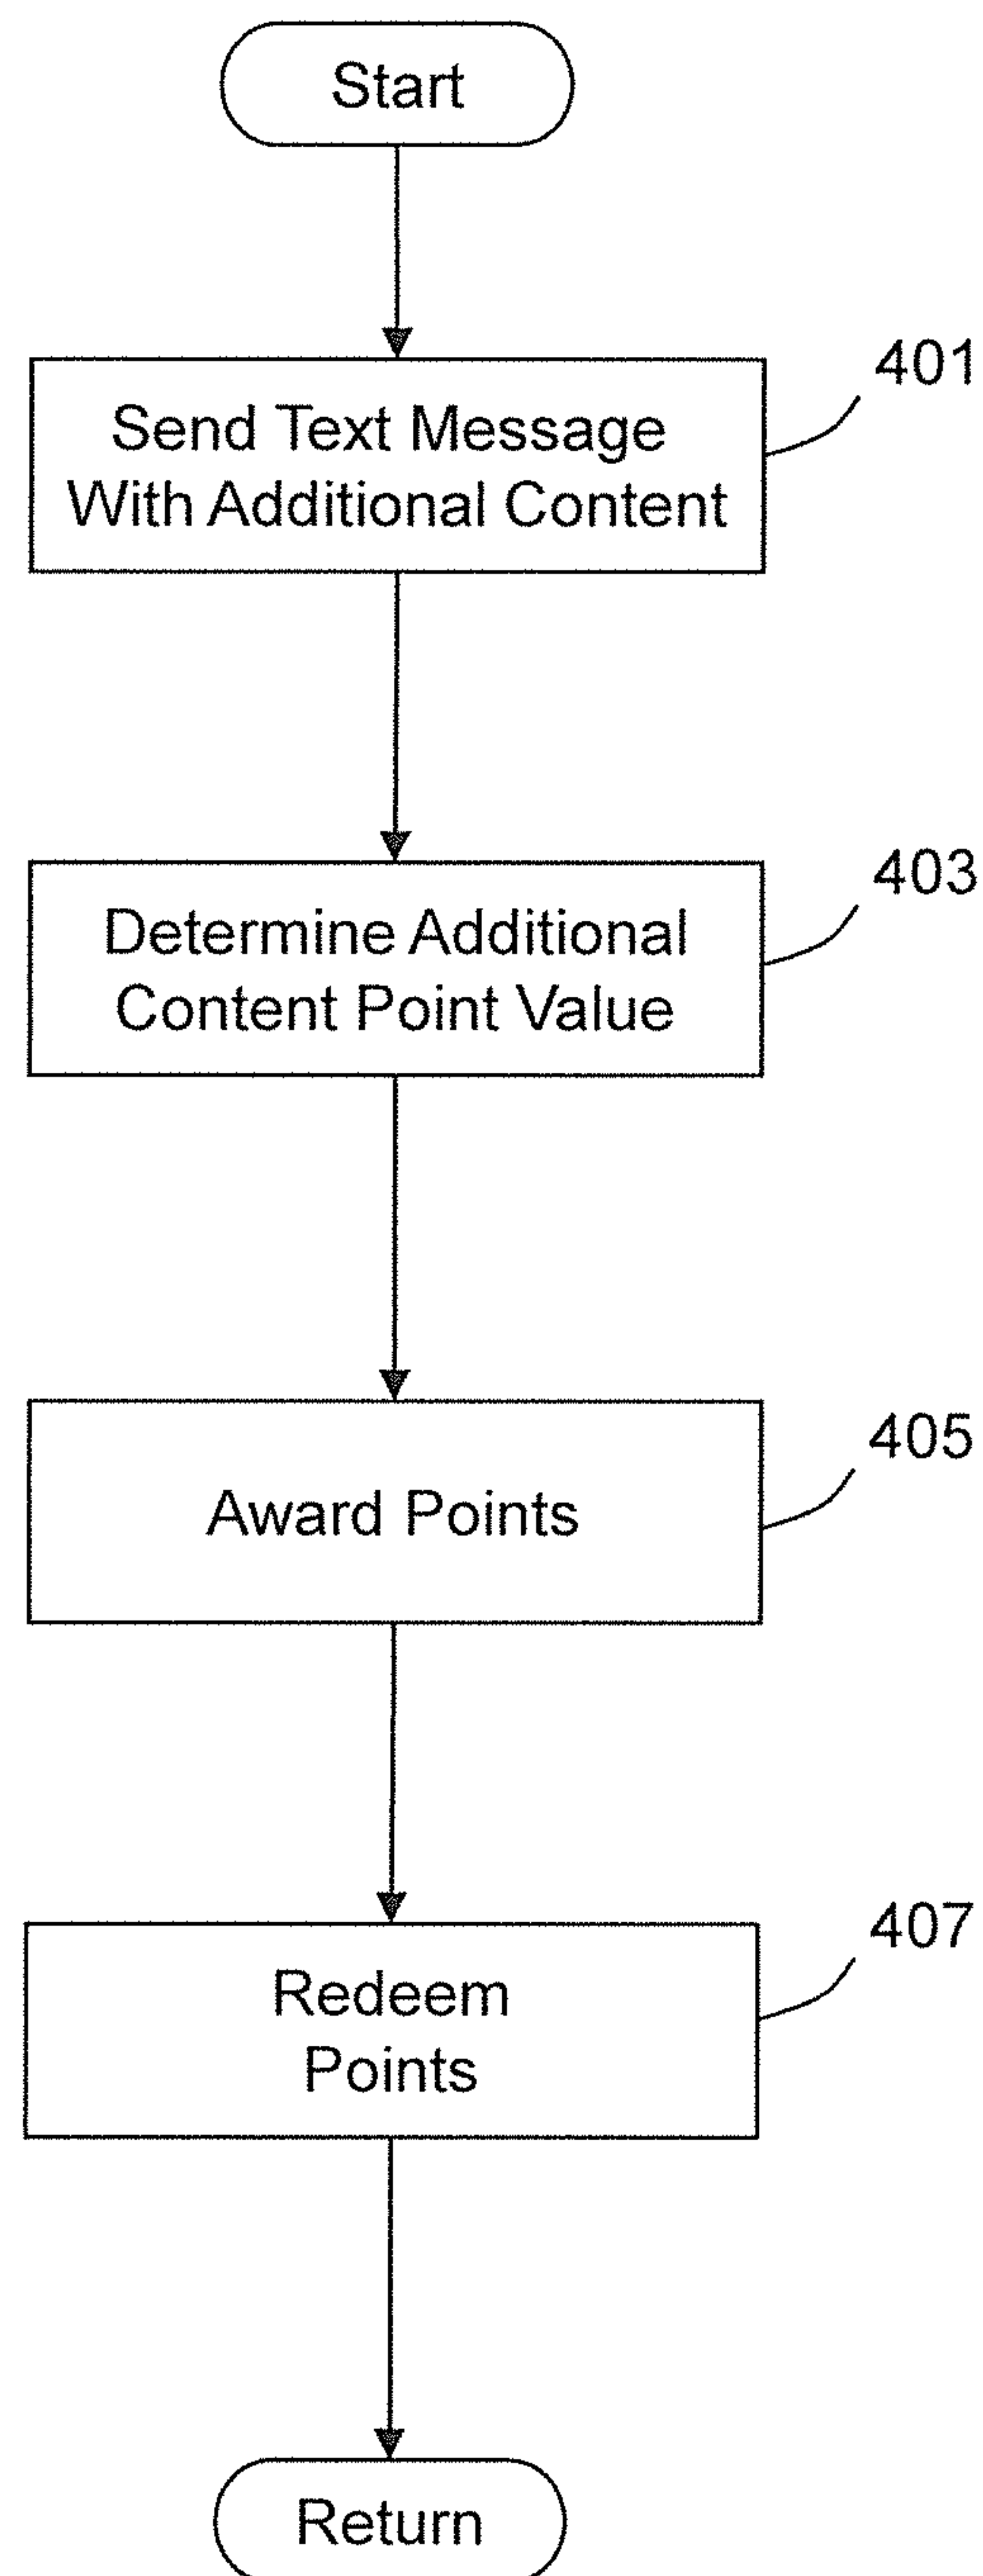 Start
401
Send Text Message
With Additional Content
403
Determine Additional
Content Point Value
405
Award Points
407
Redeem
Points
Return